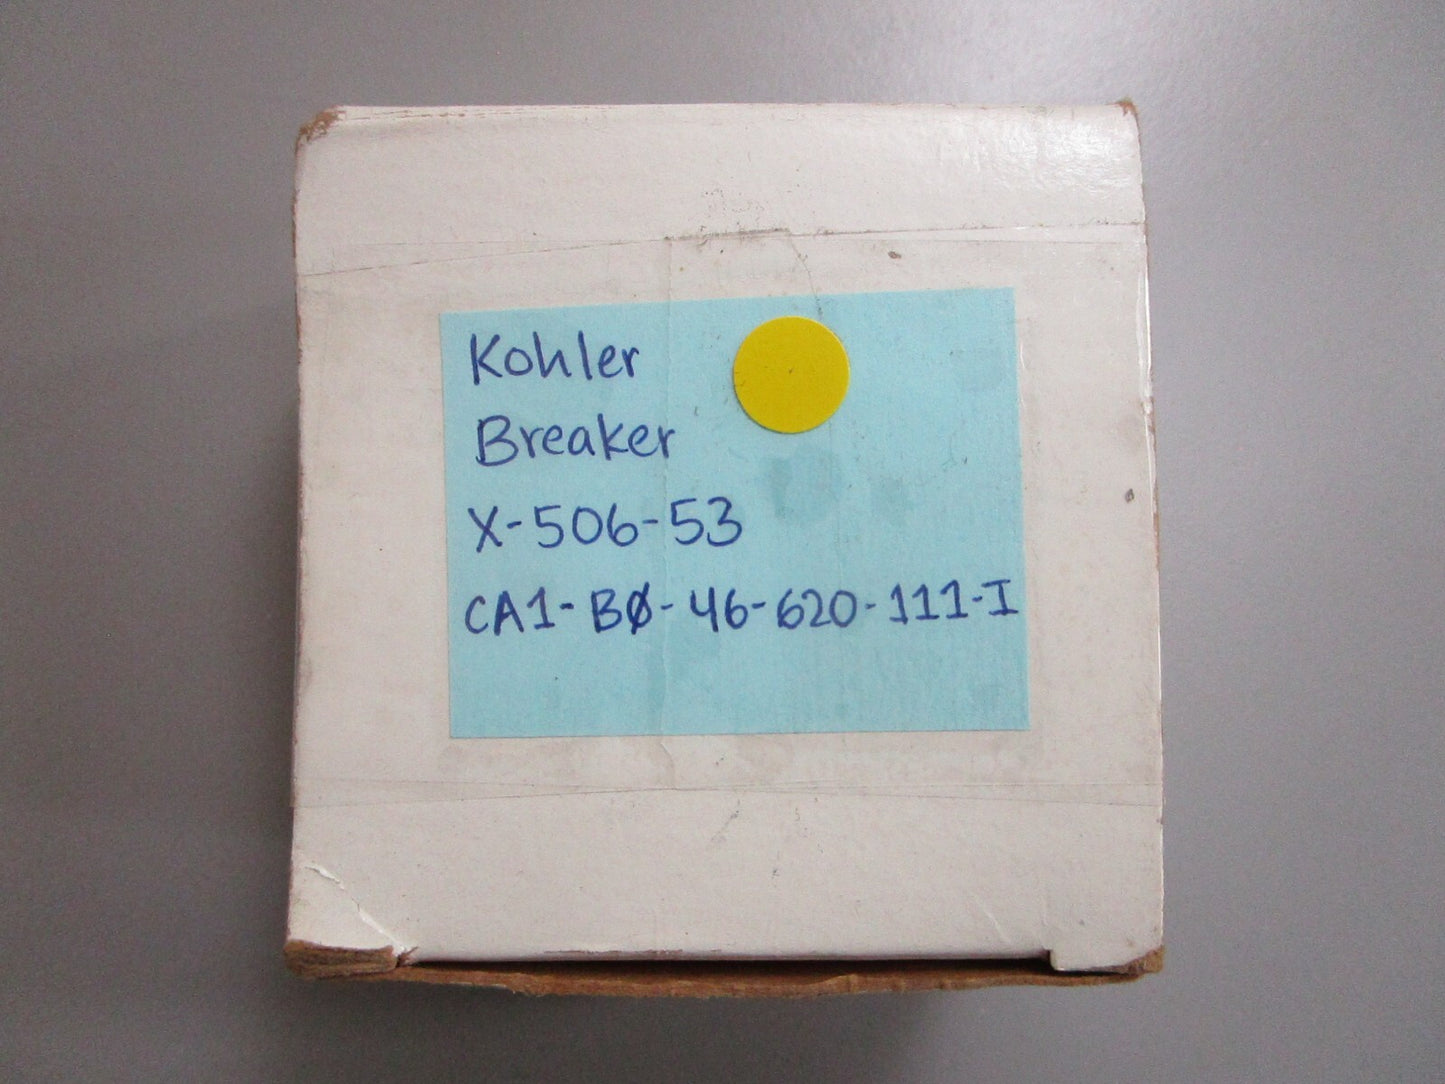 Kohler
Breaker
X-506-53
CA1-BØ-46-620-111-I